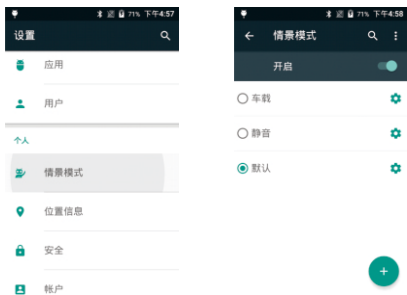 71% 下午4:57
设置
应用
用户
个人
情景模式
位置信息
安全
帐户
71% 下午4:58
情景模式
开启
车载
静音
默认